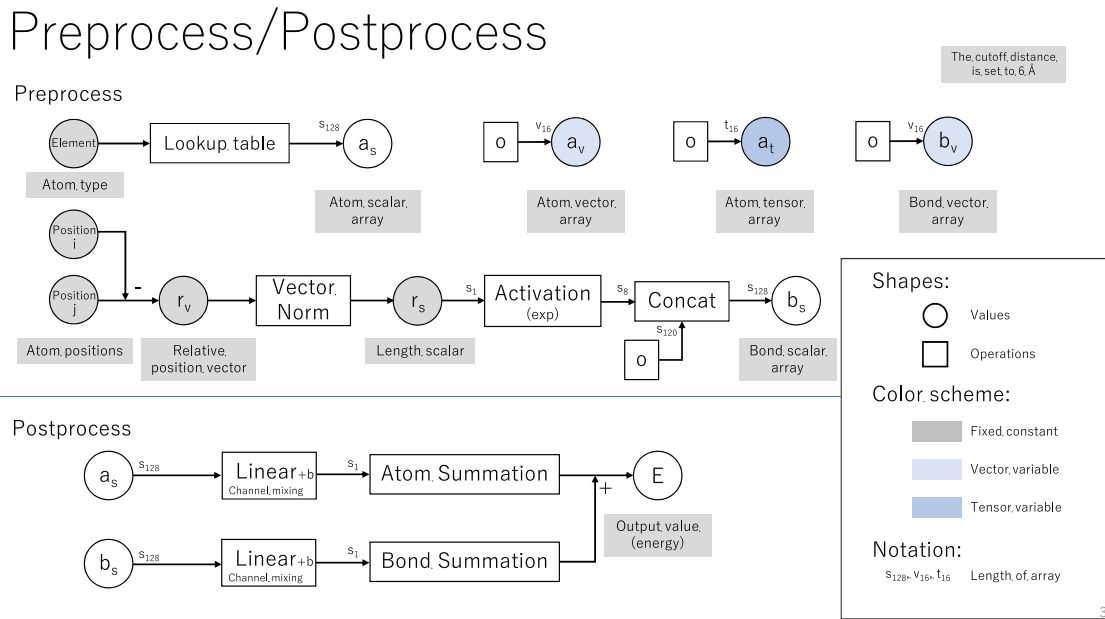 Preprocess/Postprocess
The, cutoff, distance,
is, set, to, 6, Å
Preprocess
Element
Lookup, table
s128
as
o
v16
av
o
t16
at
o
v16
bv
Atom, type
Atom, scalar,
array
Atom, vector,
array
Atom, tensor,
array
Bond, vector,
array
Position
i
Position
j
-
rv
Vector,
Norm
rs
s1
Activation
(exp)
s8
Concat
s128
bs
s120
o
Atom, positions
Relative,
position, vector
Length, scalar
Bond, scalar,
array
Shapes:
Values
Operations
Color, scheme:
Fixed, constant
Vector, variable
Tensor, variable
Notation:
s128, v16, t16 Length, of, array
Postprocess
as
s128
Linear+b
Channel, mixing
s1
Atom, Summation
+
E
Output, value,
(energy)
bs
s128
Linear+b
Channel, mixing
s1
Bond, Summation
3